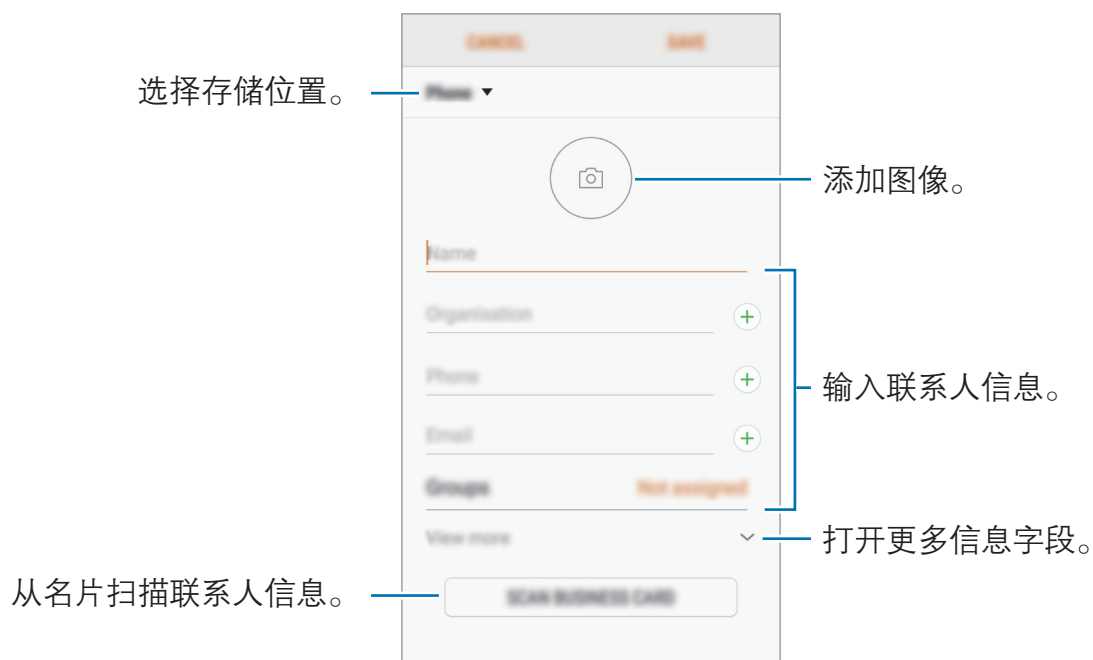 CANCEL
SAVE
选择存储位置。
Phone
添加图像。
Name
Organisation
Phone
输入联系人信息。
Email
Groups
Not assigned
View more
打开更多信息字段。
从名片扫描联系人信息。
SCAN BUSINESS CARD